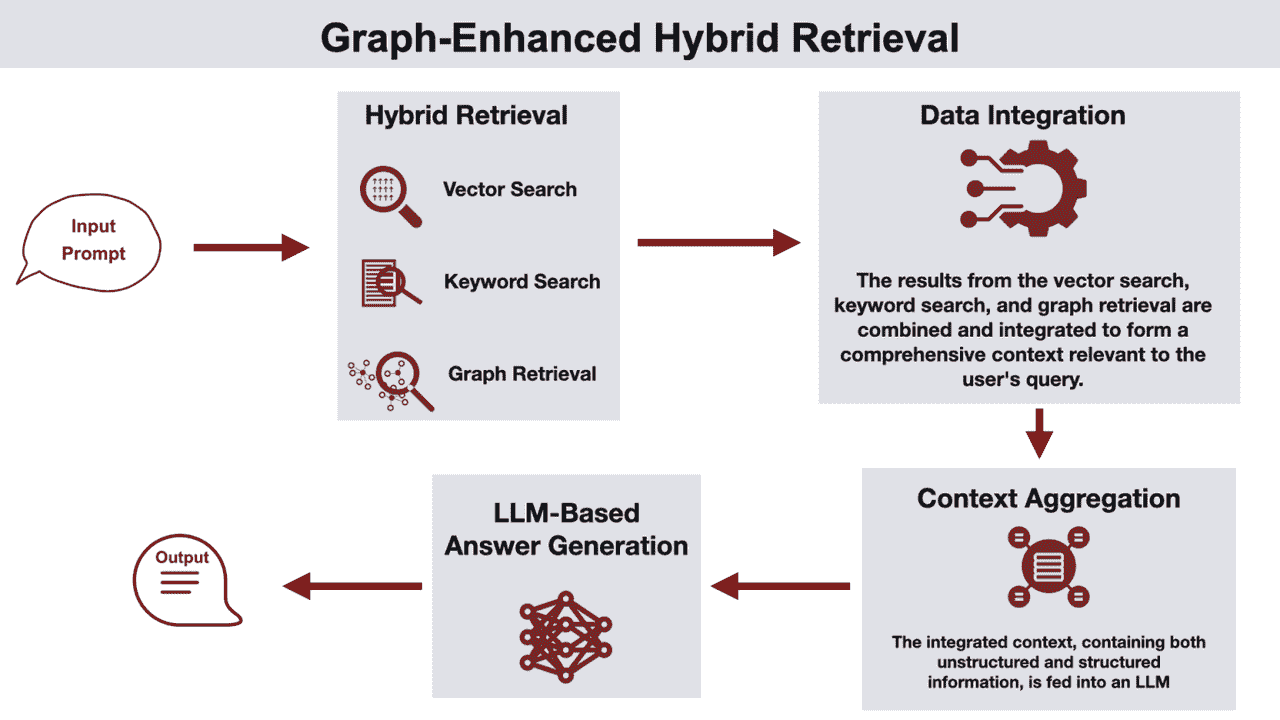 Graph-Enhanced Hybrid Retrieval
Input
Prompt
Hybrid Retrieval
Vector Search
Keyword Search
Graph Retrieval
Data Integration
The results from the vector search,
keyword search, and graph retrieval are
combined and integrated to form a
comprehensive context relevant to the
user's query.
Context Aggregation
The integrated context, containing both
unstructured and structured
information, is fed into an LLM
LLM-Based
Answer Generation
Output